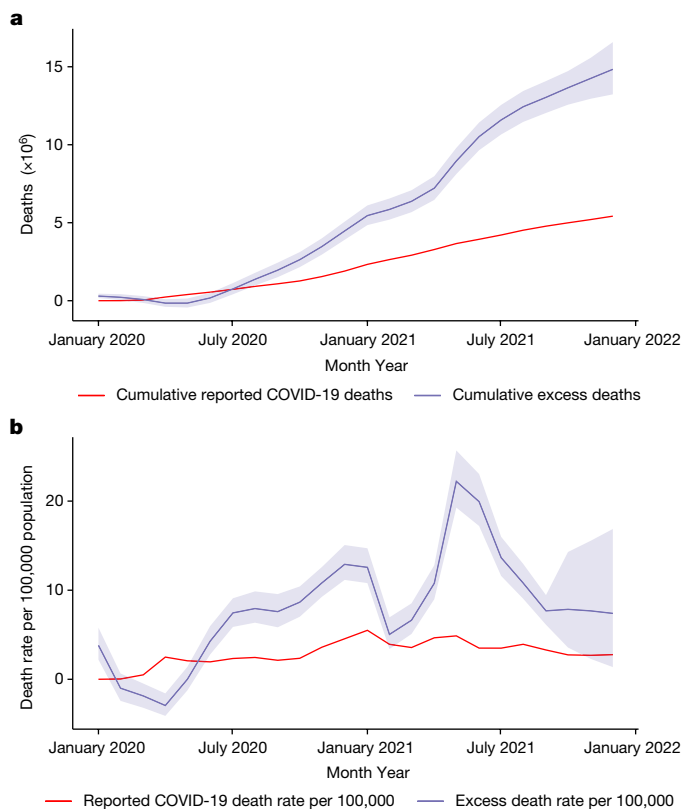 a
Deaths (×10⁶)
15
10
5
0
January 2020 July 2020 January 2021 July 2021 January 2022
Month Year
Cumulative reported COVID-19 deaths Cumulative excess deaths
b
Death rate per 100,000 population
20
10
0
January 2020 July 2020 January 2021 July 2021 January 2022
Month Year
Reported COVID-19 death rate per 100,000 Excess death rate per 100,000